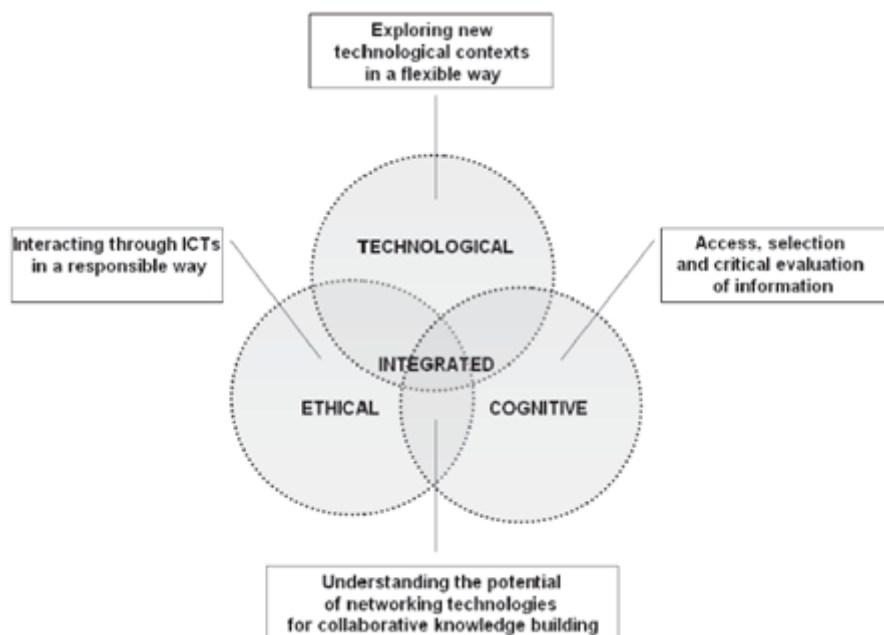 Exploring new
technological contexts
in a flexible way
TECHNOLOGICAL
Interacting through ICTs
in a responsible way
Access, selection
and critical evaluation
of information
INTEGRATED
ETHICAL
COGNITIVE
Understanding the potential
of networking technologies
for collaborative knowledge building